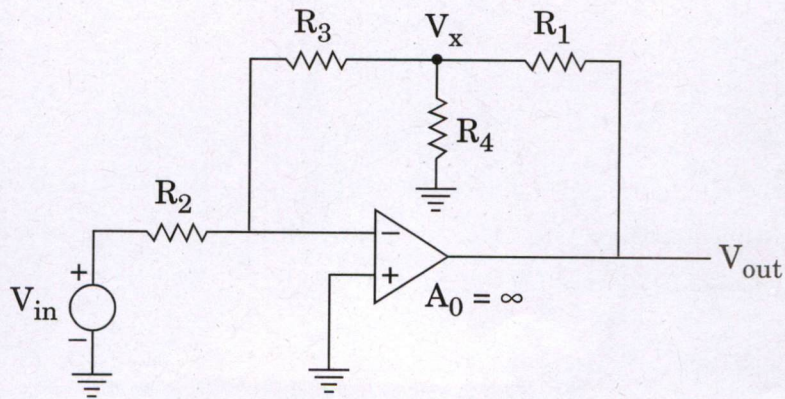 R3
Vx
R1
R4
R2
−
+
+
Vin
−
A0 = ∞
Vout